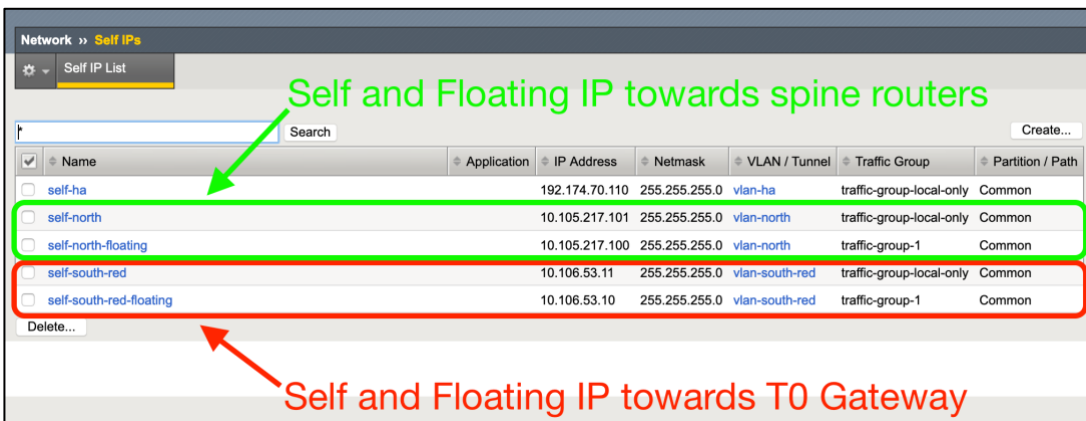 Network ›› Self IPs
Self IP List
Self and Floating IP towards spine routers
*
Search
Create...
Name Application IP Address Netmask VLAN / Tunnel Traffic Group Partition / Path
self-ha 192.174.70.110 255.255.255.0 vlan-ha traffic-group-local-only Common
self-north 10.105.217.101 255.255.255.0 vlan-north traffic-group-local-only Common
self-north-floating 10.105.217.100 255.255.255.0 vlan-north traffic-group-1 Common
self-south-red 10.106.53.11 255.255.255.0 vlan-south-red traffic-group-local-only Common
self-south-red-floating 10.106.53.10 255.255.255.0 vlan-south-red traffic-group-1 Common
Delete...
Self and Floating IP towards T0 Gateway